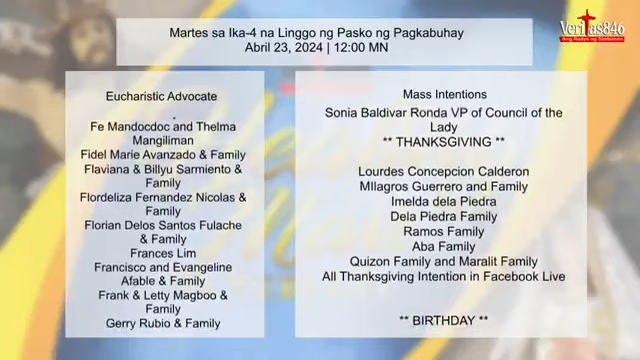 Martes sa Ika-4 na Linggo ng Pasko ng Pagkabuhay
Abril 23, 2024 | 12:00 MN
Veritas846
Ang Radyo ng Simbahan
Eucharistic Advocate
-
Fe Mandocdoc and Thelma
Mangiliman
Fidel Marie Avanzado & Family
Flaviana & Billyu Sarmiento &
Family
Flordeliza Fernandez Nicolas &
Family
Florian Delos Santos Fulache
& Family
Frances Lim
Francisco and Evangeline
Afable & Family
Frank & Letty Magboo &
Family
Gerry Rubio & Family
Mass Intentions
Sonia Baldivar Ronda VP of Council of the
Lady
** THANKSGIVING **
Lourdes Concepcion Calderon
MIlagros Guerrero and Family
Imelda dela Piedra
Dela Piedra Family
Ramos Family
Aba Family
Quizon Family and Maralit Family
All Thanksgiving Intention in Facebook Live
** BIRTHDAY **